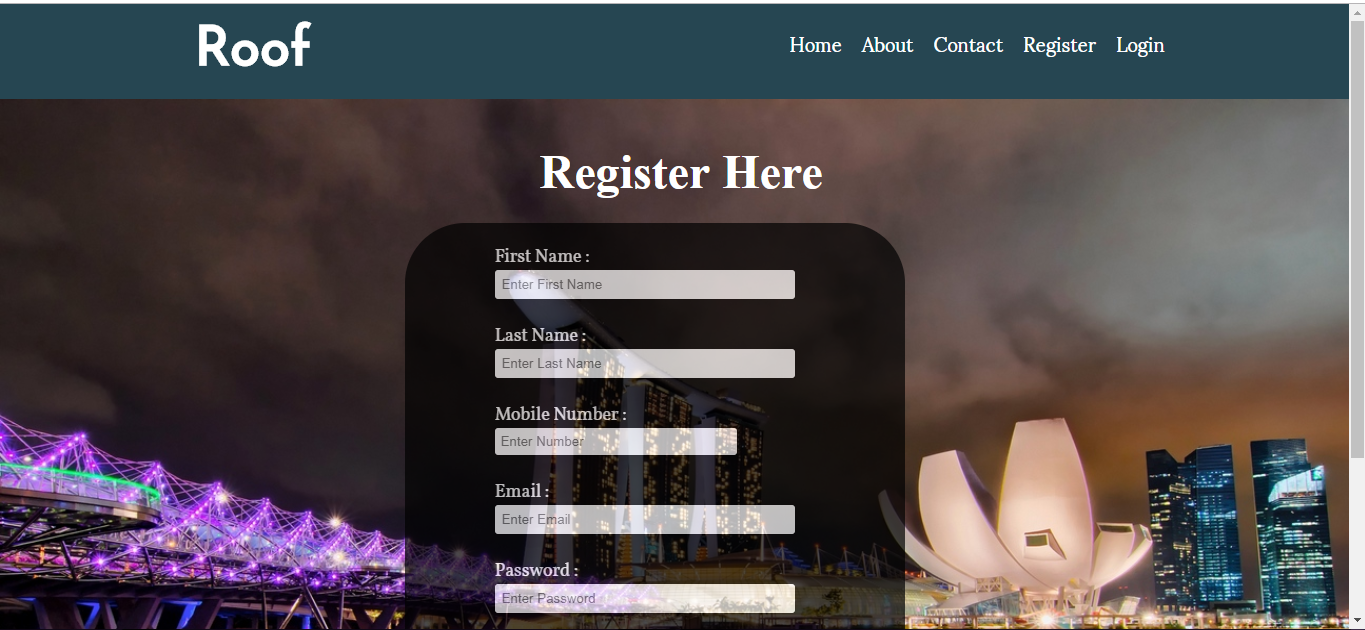 Roof
Home About Contact Register Login
Register Here
First Name :
Enter First Name
Last Name :
Enter Last Name
Mobile Number :
Enter Number
Email :
Enter Email
Password :
Enter Password